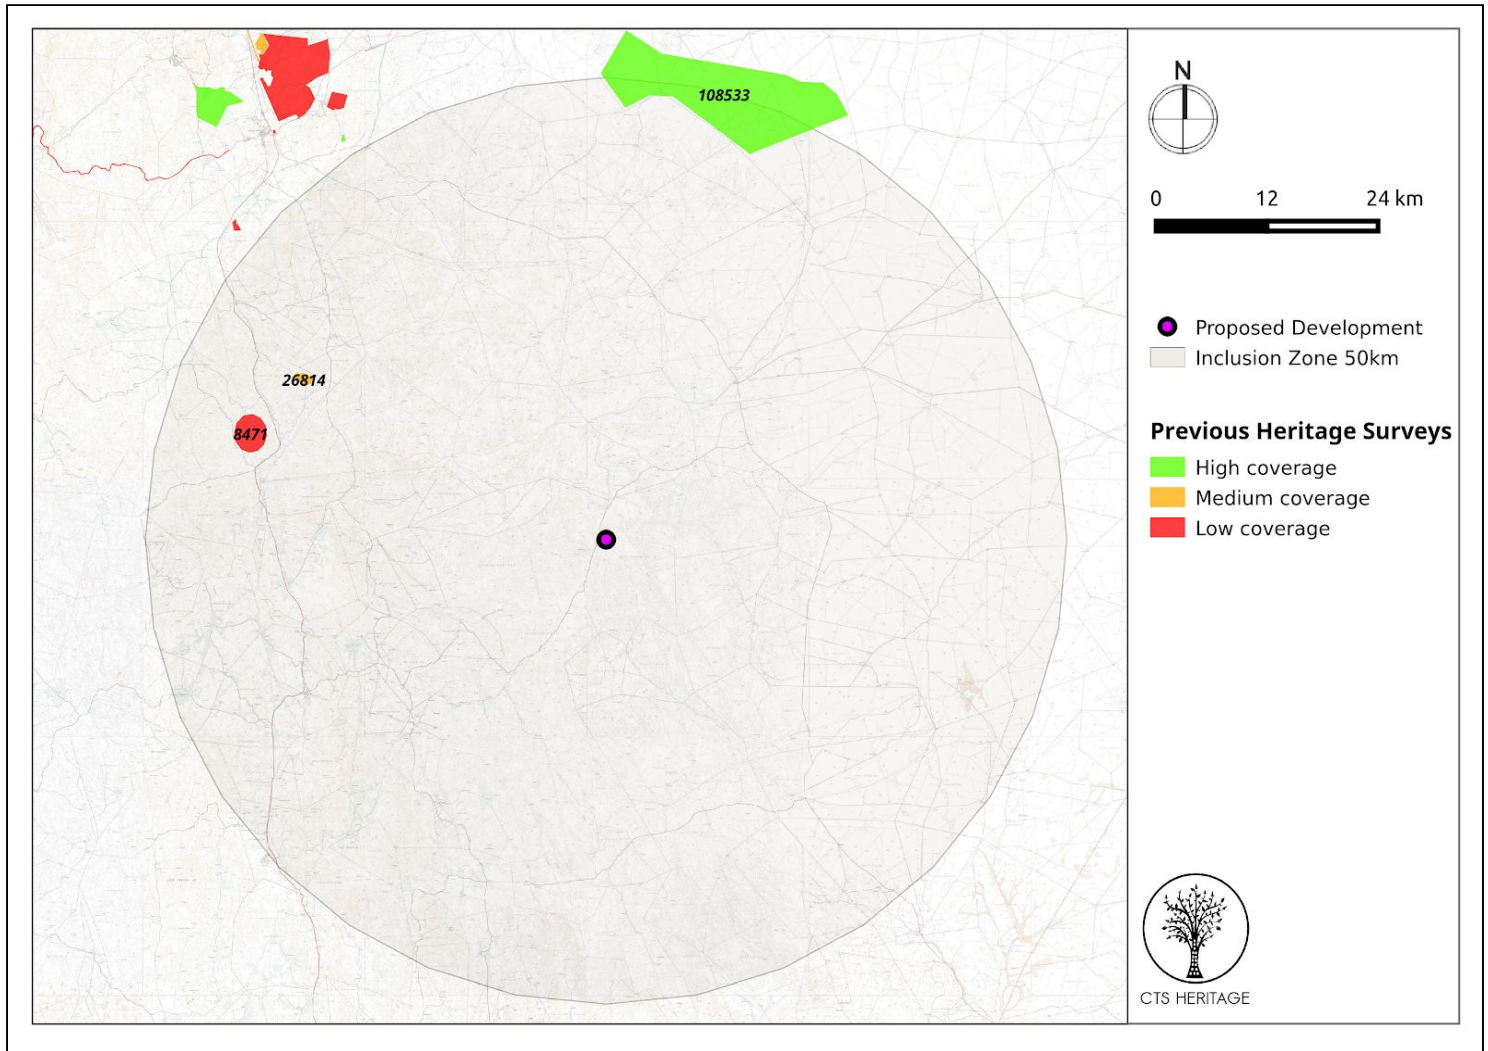 108533
26814
8471
N
0 12 24 km
Proposed Development
Inclusion Zone 50km
Previous Heritage Surveys
High coverage
Medium coverage
Low coverage
CTS HERITAGE